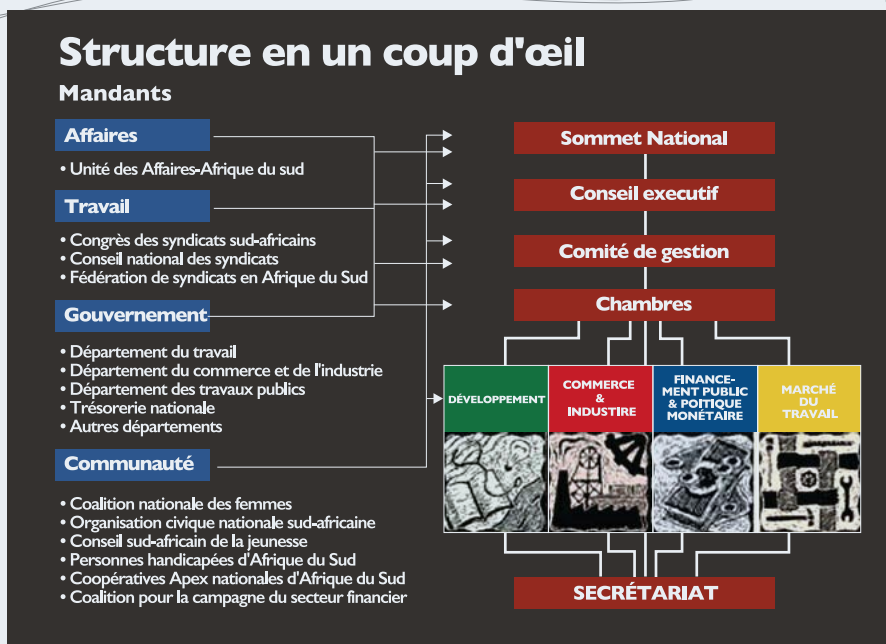 Structure en un coup d'œil
Mandants
Affaires
• Unité des Affaires-Afrique du sud
Travail
• Congrès des syndicats sud-africains
• Conseil national des syndicats
• Fédération de syndicats en Afrique du Sud
Gouvernement
• Département du travail
• Département du commerce et de l'industrie
• Département des travaux publics
• Trésorerie nationale
• Autres départements
Communauté
• Coalition nationale des femmes
• Organisation civique nationale sud-africaine
• Conseil sud-africain de la jeunesse
• Personnes handicapées d'Afrique du Sud
• Coopératives Apex nationales d'Afrique du Sud
• Coalition pour la campagne du secteur financier
Sommet National
Conseil executif
Comité de gestion
Chambres
DÉVELOPPEMENT
COMMERCE
&
INDUSTIRE
FINANCE-
MENT PUBLIC
& POÏTIQUE
MONÉTAIRE
MARCHÉ
DU
TRAVAIL
SECRÉTARIAT